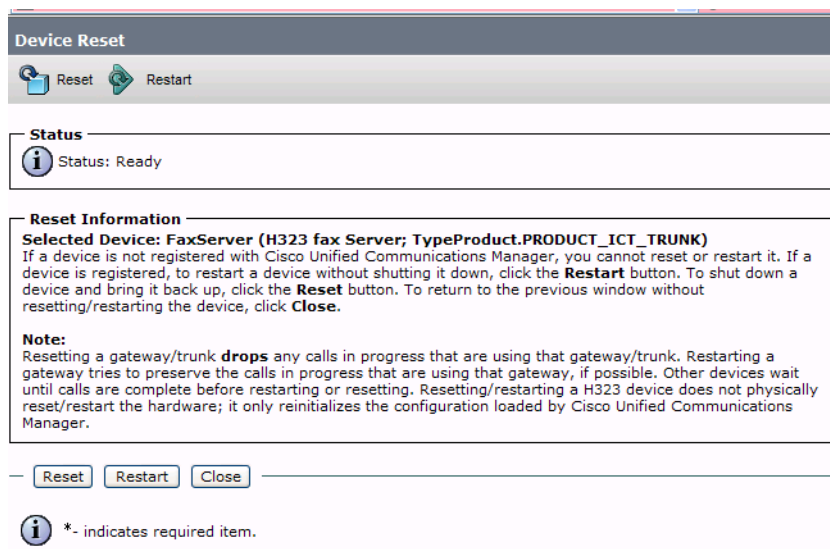 Device Reset
Reset Restart
Status
Status: Ready
Reset Information
Selected Device: FaxServer (H323 fax Server; TypeProduct.PRODUCT_ICT_TRUNK)
If a device is not registered with Cisco Unified Communications Manager, you cannot reset or restart it. If a
device is registered, to restart a device without shutting it down, click the Restart button. To shut down a
device and bring it back up, click the Reset button. To return to the previous window without
resetting/restarting the device, click Close.
Note:
Resetting a gateway/trunk drops any calls in progress that are using that gateway/trunk. Restarting a
gateway tries to preserve the calls in progress that are using that gateway, if possible. Other devices wait
until calls are complete before restarting or resetting. Resetting/restarting a H323 device does not physically
reset/restart the hardware; it only reinitializes the configuration loaded by Cisco Unified Communications
Manager.
Reset Restart Close
*- indicates required item.